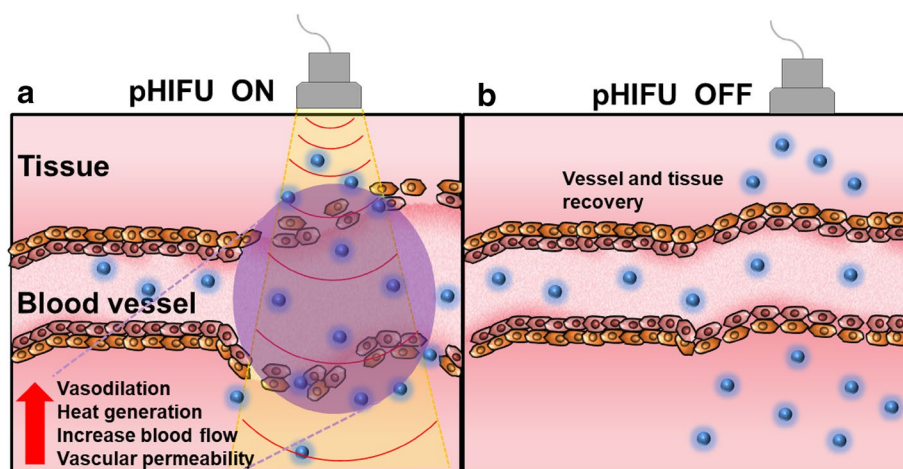 a
pHIFU ON
Tissue
Blood vessel
Vasodilation
Heat generation
Increase blood flow
Vascular permeability
b
pHIFU OFF
Vessel and tissue
recovery